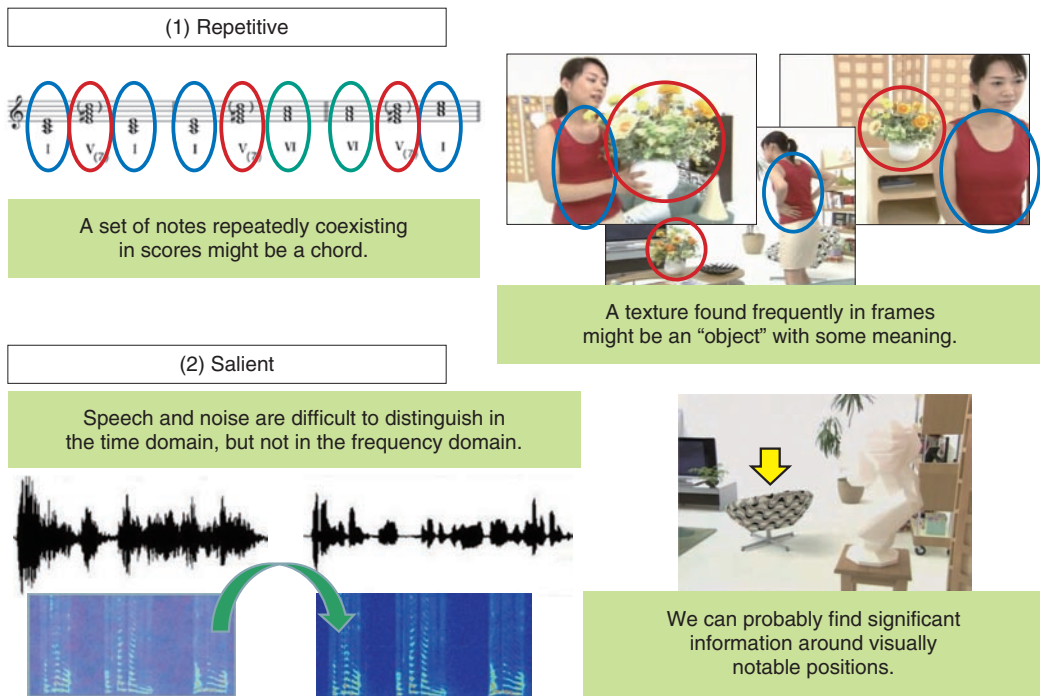 (1) Repetitive
I V(7) I I V(7) VI VI V(7) I
A set of notes repeatedly coexisting
in scores might be a chord.
A texture found frequently in frames
might be an “object” with some meaning.
(2) Salient
Speech and noise are difficult to distinguish in
the time domain, but not in the frequency domain.
We can probably find significant
information around visually
notable positions.